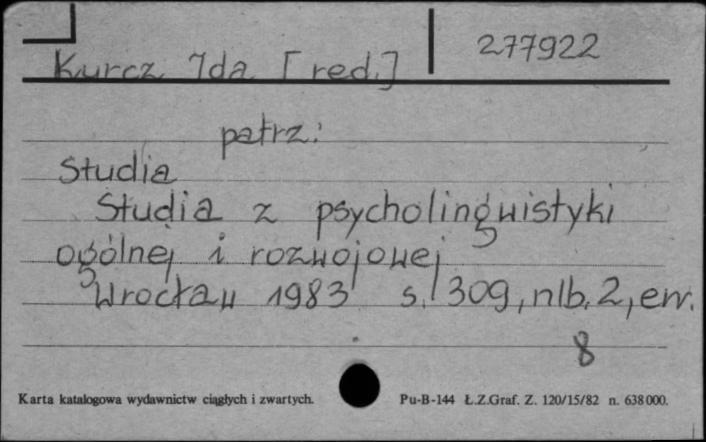 Kurcz Ida [red.] 277922
patrz:
Studia
Studia z psycholingwistyki
ogólnej i rozwojowej
Wrocław 1983 s. 309, nlb. 2, err.
8
Karta katalogowa wydawnictw ciągłych i zwartych. Pu-B-144 Ł.Z.Graf. Z. 120/15/82 n. 638000.